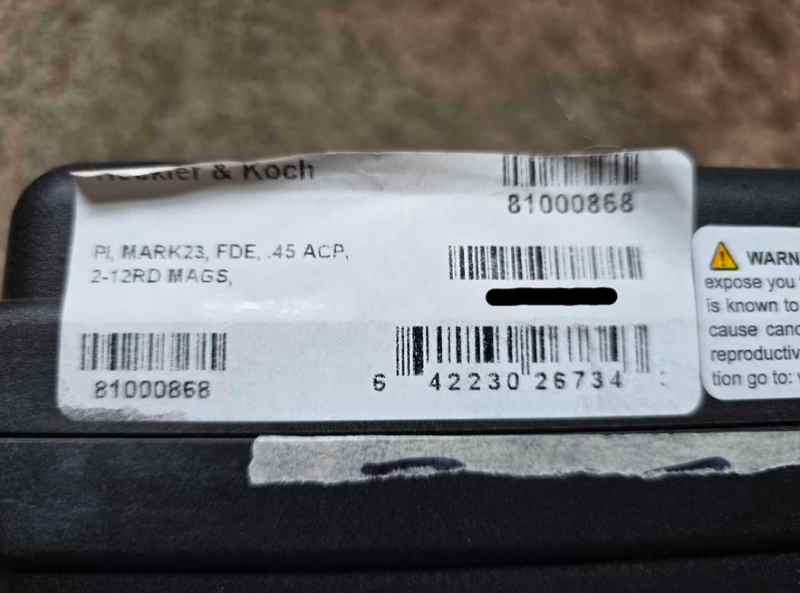 & Koch
81000868
PI, MARK23, FDE, .45 ACP,
2-12RD MAGS,
81000868
6 42230 26734
WARN
expose you
is known to
cause canc
reproductiv
tion go to: